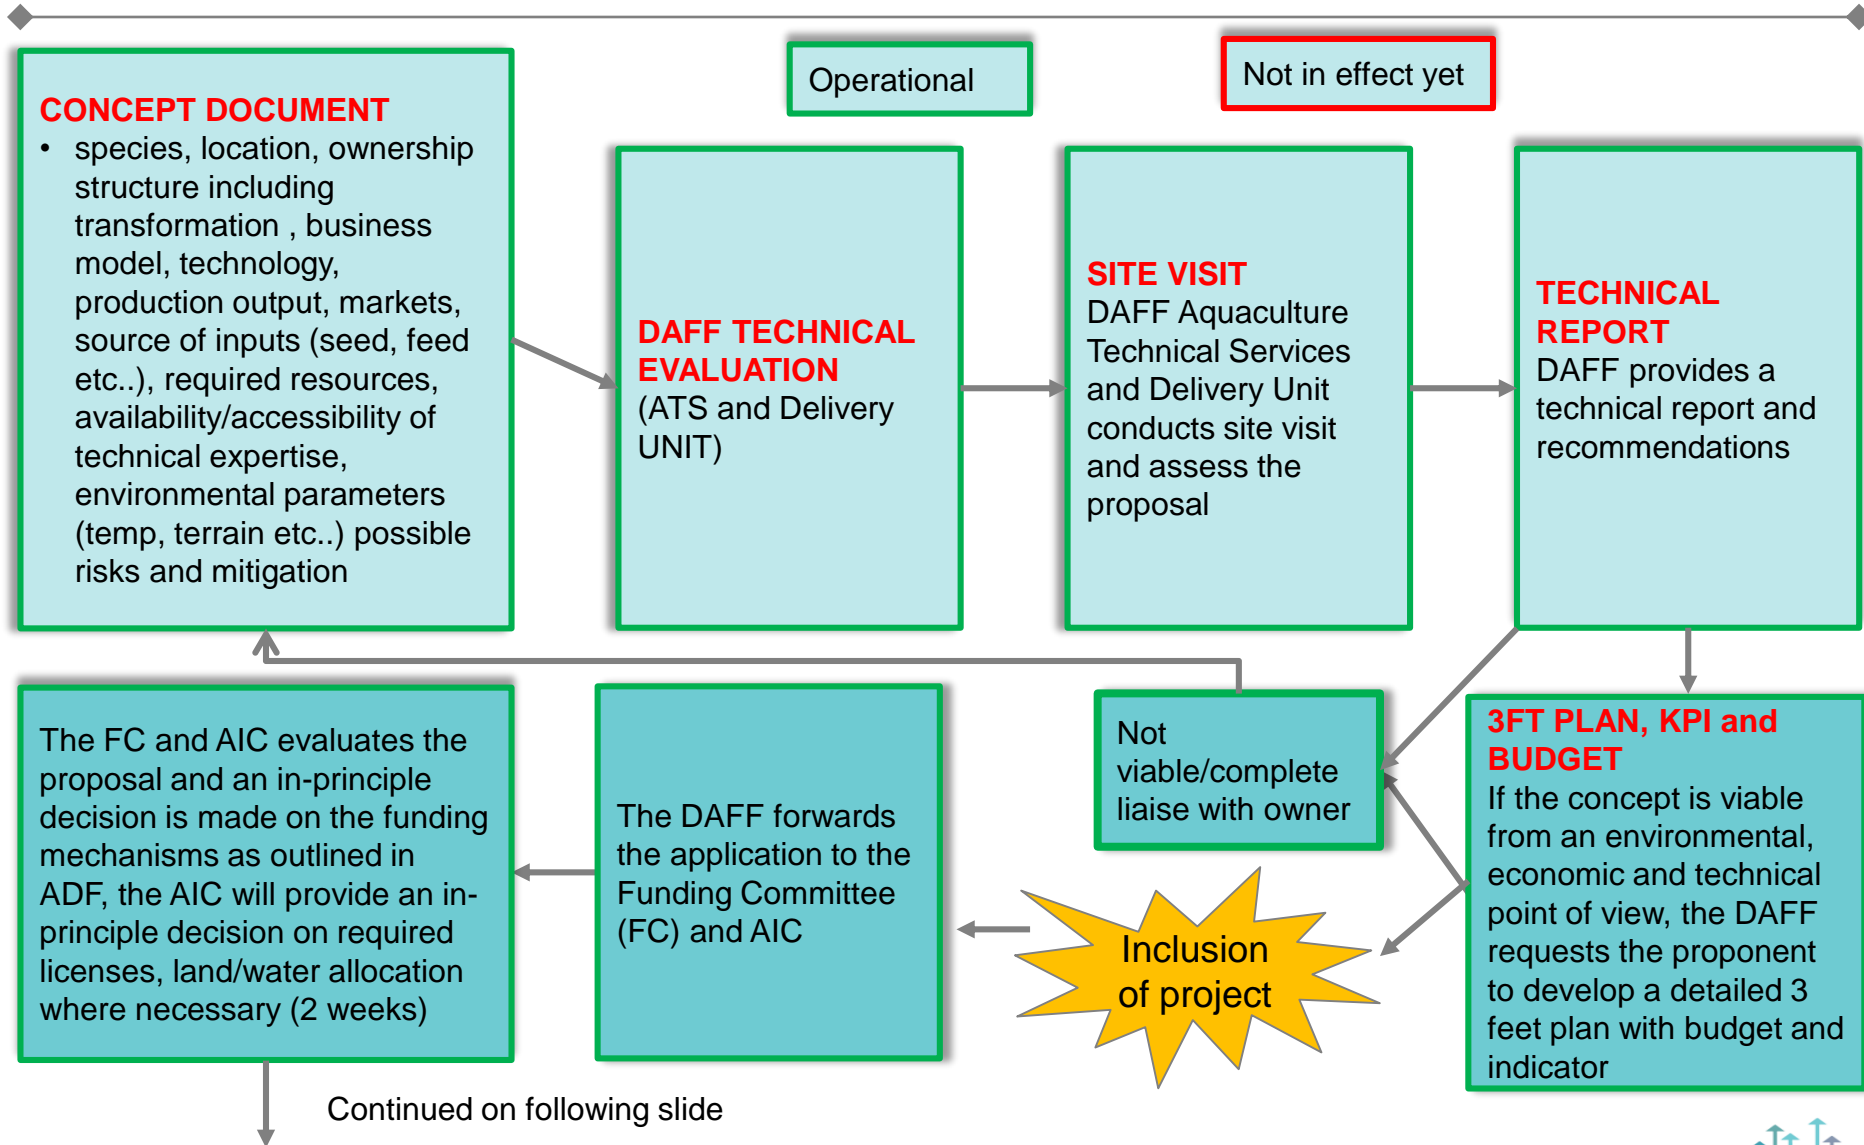 Operational
Not in effect yet
CONCEPT DOCUMENT
• species, location, ownership
structure including
transformation , business
model, technology,
production output, markets,
source of inputs (seed, feed
etc..), required resources,
availability/accessibility of
technical expertise,
environmental parameters
(temp, terrain etc..) possible
risks and mitigation
DAFF TECHNICAL
EVALUATION
(ATS and Delivery
UNIT)
SITE VISIT
DAFF Aquaculture
Technical Services
and Delivery Unit
conducts site visit
and assess the
proposal
TECHNICAL
REPORT
DAFF provides a
technical report and
recommendations
3FT PLAN, KPI and
BUDGET
If the concept is viable
from an environmental,
economic and technical
point of view, the DAFF
requests the proponent
to develop a detailed 3
feet plan with budget and
indicator
Not
viable/complete
liaise with owner
Inclusion
of project
The DAFF forwards
the application to the
Funding Committee
(FC) and AIC
The FC and AIC evaluates the
proposal and an in-principle
decision is made on the funding
mechanisms as outlined in
ADF, the AIC will provide an in-
principle decision on required
licenses, land/water allocation
where necessary (2 weeks)
Continued on following slide